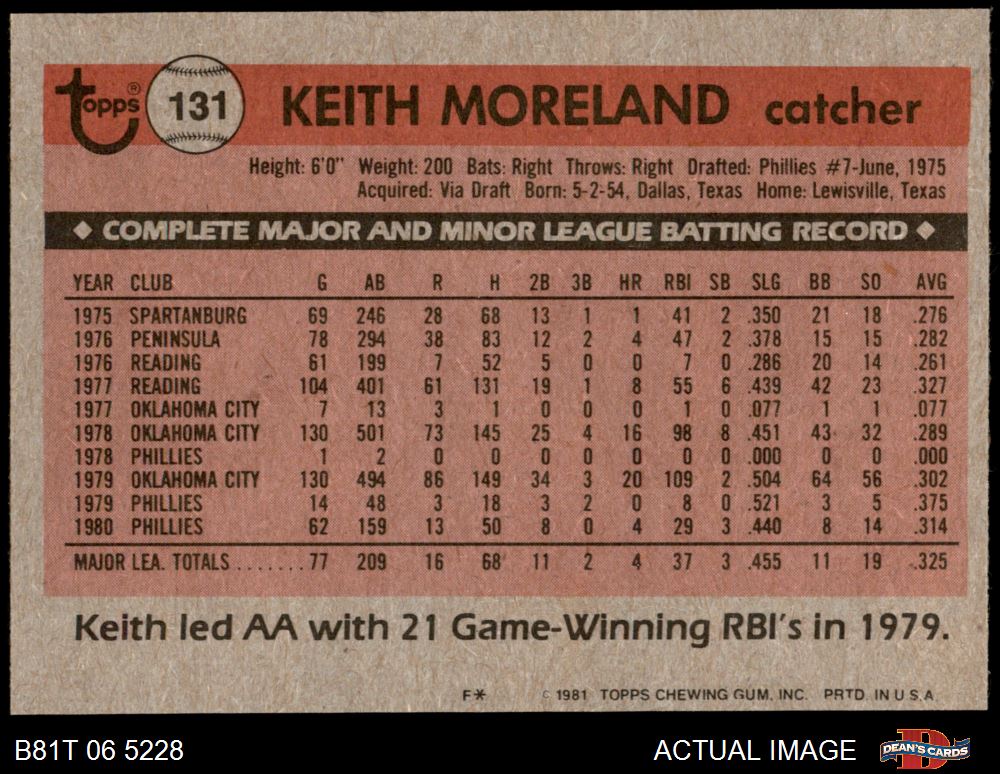 Topps® 131 KEITH MORELAND catcher
Height: 6'0" Weight: 200 Bats: Right Throws: Right Drafted: Phillies #7-June, 1975
Acquired: Via Draft Born: 5-2-54, Dallas, Texas Home: Lewisville, Texas
◆ COMPLETE MAJOR AND MINOR LEAGUE BATTING RECORD ◆
YEAR CLUB G AB R H 2B 3B HR RBI SB SLG BB SO AVG
1975 SPARTANBURG 69 246 28 68 13 1 1 41 2 .350 21 18 .276
1976 PENINSULA 78 294 38 83 12 2 4 47 2 .378 15 15 .282
1976 READING 61 199 7 52 5 0 0 7 0 .286 20 14 .261
1977 READING 104 401 61 131 19 1 8 55 6 .439 42 23 .327
1977 OKLAHOMA CITY 7 13 3 1 0 0 0 1 0 .077 1 1 .077
1978 OKLAHOMA CITY 130 501 73 145 25 4 16 98 8 .451 43 32 .289
1978 PHILLIES 1 2 0 0 0 0 0 0 0 .000 0 0 .000
1979 OKLAHOMA CITY 130 494 86 149 34 3 20 109 2 .504 64 56 .302
1979 PHILLIES 14 48 3 18 3 2 0 8 0 .521 3 5 .375
1980 PHILLIES 62 159 13 50 8 0 4 29 3 .440 8 14 .314
MAJOR LEA. TOTALS.......77 209 16 68 11 2 4 37 3 .455 11 19 .325
Keith led AA with 21 Game-Winning RBI's in 1979.
F* © 1981 TOPPS CHEWING GUM, INC. PRTD. IN U.S.A.
B81T 06 5228 ACTUAL IMAGE DEAN'S CARDS